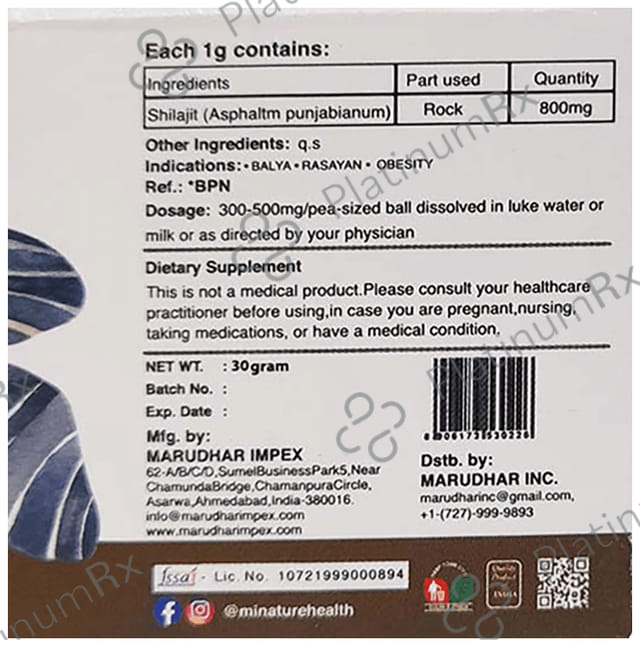 Each 1g contains:
Ingredients Part used Quantity
Shilajit (Asphaltm punjabianum) Rock 800mg
Other Ingredients: q.s
Indications: • BALYA • RASAYAN • OBESITY
Ref.: *BPN
Dosage: 300-500mg/pea-sized ball dissolved in luke water or
milk or as directed by your physician
Dietary Supplement
This is not a medical product.Please consult your healthcare
practitioner before using,in case you are pregnant,nursing,
taking medications, or have a medical condition.
NET WT. : 30gram
Batch No. :
Exp. Date :
Mfg. by:
MARUDHAR IMPEX
62-A/B/C/D,SumelBusinessPark5,Near
ChamundaBridge,ChamanpuraCircle,
Asarwa,Ahmedabad,India-380016.
info@marudharimpex.com
www.marudharimpex.com
Dstb. by:
MARUDHAR INC.
marudharinc@gmail.com,
+1-(727)-999-9893
fssai - Lic. No. 10721999000894
@minaturehealth
PlatinumRx